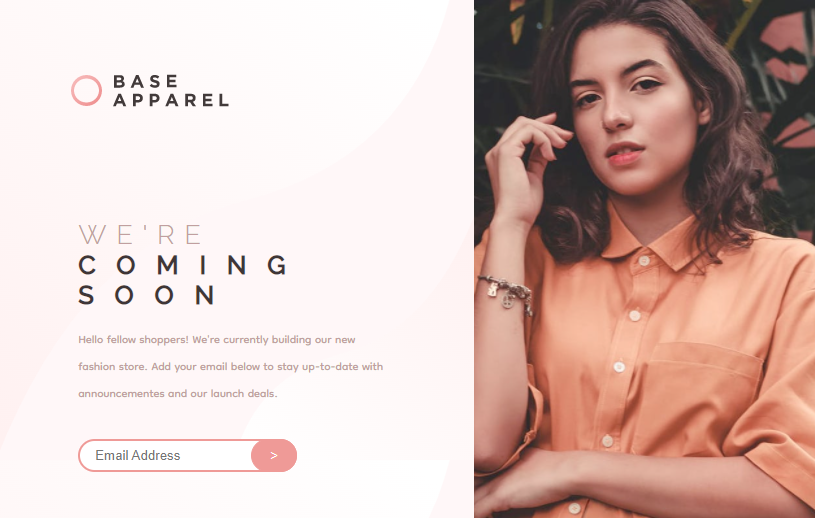 BASE
APPAREL
WE'RE
COMING
SOON
Hello fellow shoppers! We're currently building our new
fashion store. Add your email below to stay up-to-date with
announcementes and our launch deals.
Email Address >